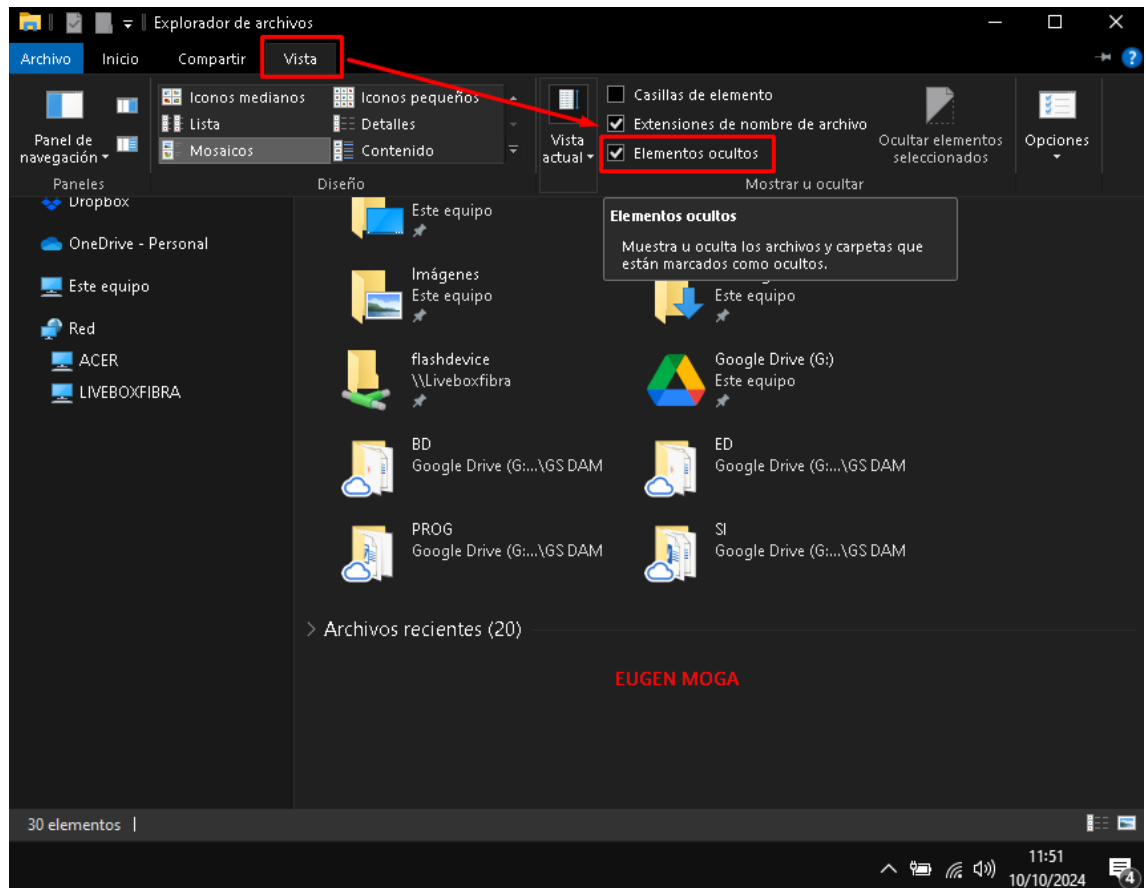 Explorador de archivos
Archivo Inicio Compartir Vista
Panel de
navegación
Iconos medianos
Iconos pequeños
Lista
Detalles
Mosaicos
Contenido
Vista
actual
Casillas de elemento
Extensiones de nombre de archivo
Elementos ocultos
Ocultar elementos
seleccionados
Opciones
Paneles
Diseño
Mostrar u ocultar
Dropbox
OneDrive - Personal
Este equipo
Red
ACER
LIVEBOXFIBRA
Este equipo
Elementos ocultos
Muestra u oculta los archivos y carpetas que
están marcados como ocultos.
Imágenes
Este equipo
Este equipo
flashdevice
\\Liveboxfibra
Google Drive (G:)
Este equipo
BD
Google Drive (G:...\GS DAM
ED
Google Drive (G:...\GS DAM
PROG
Google Drive (G:...\GS DAM
SI
Google Drive (G:...\GS DAM
Archivos recientes (20)
EUGEN MOGA
30 elementos
11:51
10/10/2024
4